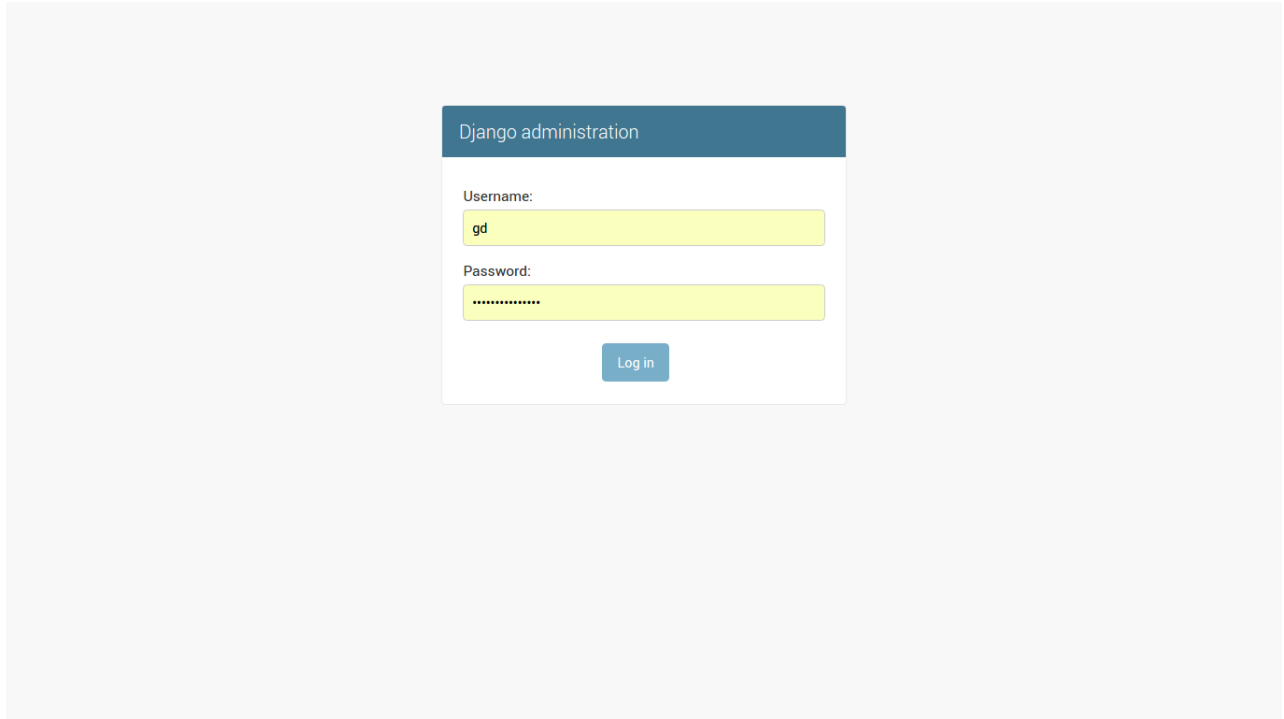 Django administration
Username:
gd
Password:
•••••••••••••••
Log in